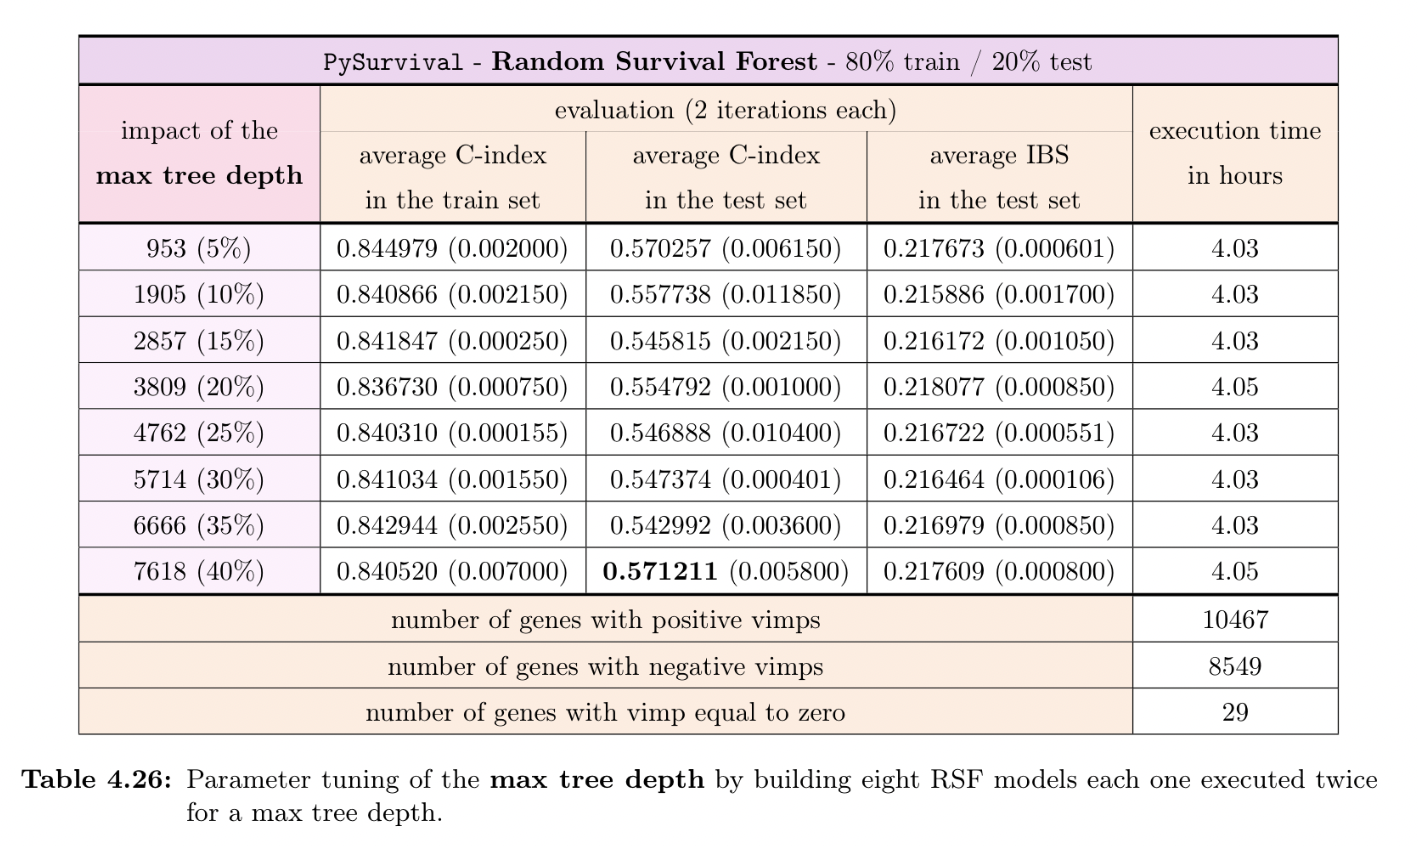 PySurvival - Random Survival Forest - 80% train / 20% test
impact of the
max tree depth
evaluation (2 iterations each)
average C-index
in the train set
average C-index
in the test set
average IBS
in the test set
execution time
in hours
953 (5%) 0.844979 (0.002000) 0.570257 (0.006150) 0.217673 (0.000601) 4.03
1905 (10%) 0.840866 (0.002150) 0.557738 (0.011850) 0.215886 (0.001700) 4.03
2857 (15%) 0.841847 (0.000250) 0.545815 (0.002150) 0.216172 (0.001050) 4.03
3809 (20%) 0.836730 (0.000750) 0.554792 (0.001000) 0.218077 (0.000850) 4.05
4762 (25%) 0.840310 (0.000155) 0.546888 (0.010400) 0.216722 (0.000551) 4.03
5714 (30%) 0.841034 (0.001550) 0.547374 (0.000401) 0.216464 (0.000106) 4.03
6666 (35%) 0.842944 (0.002550) 0.542992 (0.003600) 0.216979 (0.000850) 4.03
7618 (40%) 0.840520 (0.007000) 0.571211 (0.005800) 0.217609 (0.000800) 4.05
number of genes with positive vimps 10467
number of genes with negative vimps 8549
number of genes with vimp equal to zero 29
Table 4.26: Parameter tuning of the max tree depth by building eight RSF models each one executed twice
for a max tree depth.